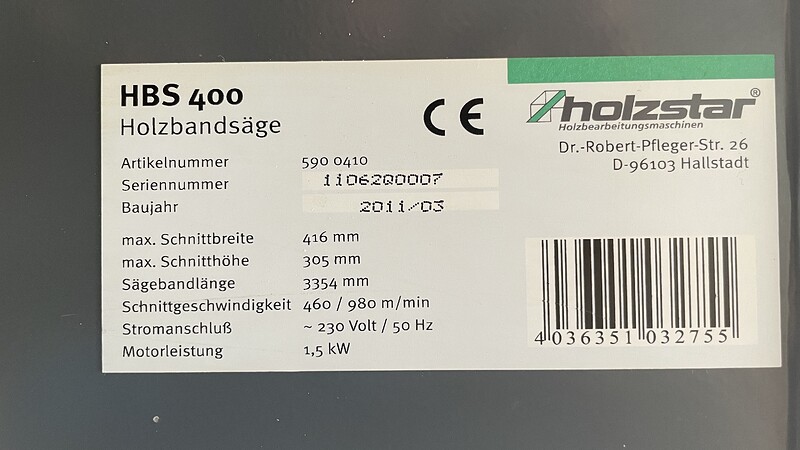 HBS 400
Holzbandsäge
CE
holzstar®
Holzbearbeitungsmaschinen
Dr.-Robert-Pfleger-Str. 26
D-96103 Hallstadt
Artikelnummer 590 0410
Seriennummer 11062Q0007
Baujahr 2011/03
max. Schnittbreite 416 mm
max. Schnitthöhe 305 mm
Sägebandlänge 3354 mm
Schnittgeschwindigkeit 460 / 980 m/min
Stromanschluß ~ 230 Volt / 50 Hz
Motorleistung 1,5 kW
4 036351 032755